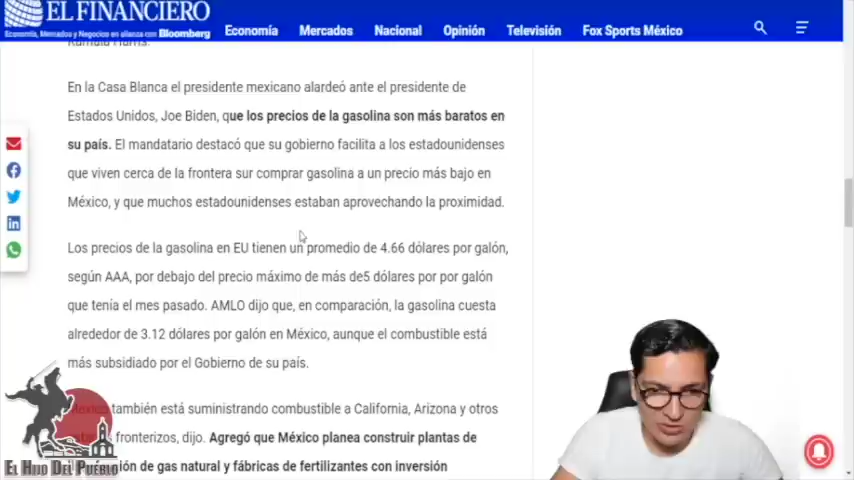 EL FINANCIERO
Economía, Mercados y Negocios en alianza con Bloomberg
Economía Mercados Nacional Opinión Televisión Fox Sports México
Kamala Harris.
En la Casa Blanca el presidente mexicano alardeó ante el presidente de
Estados Unidos, Joe Biden, que los precios de la gasolina son más baratos en
su país. El mandatario destacó que su gobierno facilita a los estadounidenses
que viven cerca de la frontera sur comprar gasolina a un precio más bajo en
México, y que muchos estadounidenses estaban aprovechando la proximidad.
Los precios de la gasolina en EU tienen un promedio de 4.66 dólares por galón,
según AAA, por debajo del precio máximo de más de5 dólares por por galón
que tenía el mes pasado. AMLO dijo que, en comparación, la gasolina cuesta
alrededor de 3.12 dólares por galón en México, aunque el combustible está
más subsidiado por el Gobierno de su país.
México también está suministrando combustible a California, Arizona y otros
fronterizos, dijo. Agregó que México planea construir plantas de
de gas natural y fábricas de fertilizantes con inversión
EL HIJO DEL PUEBLO